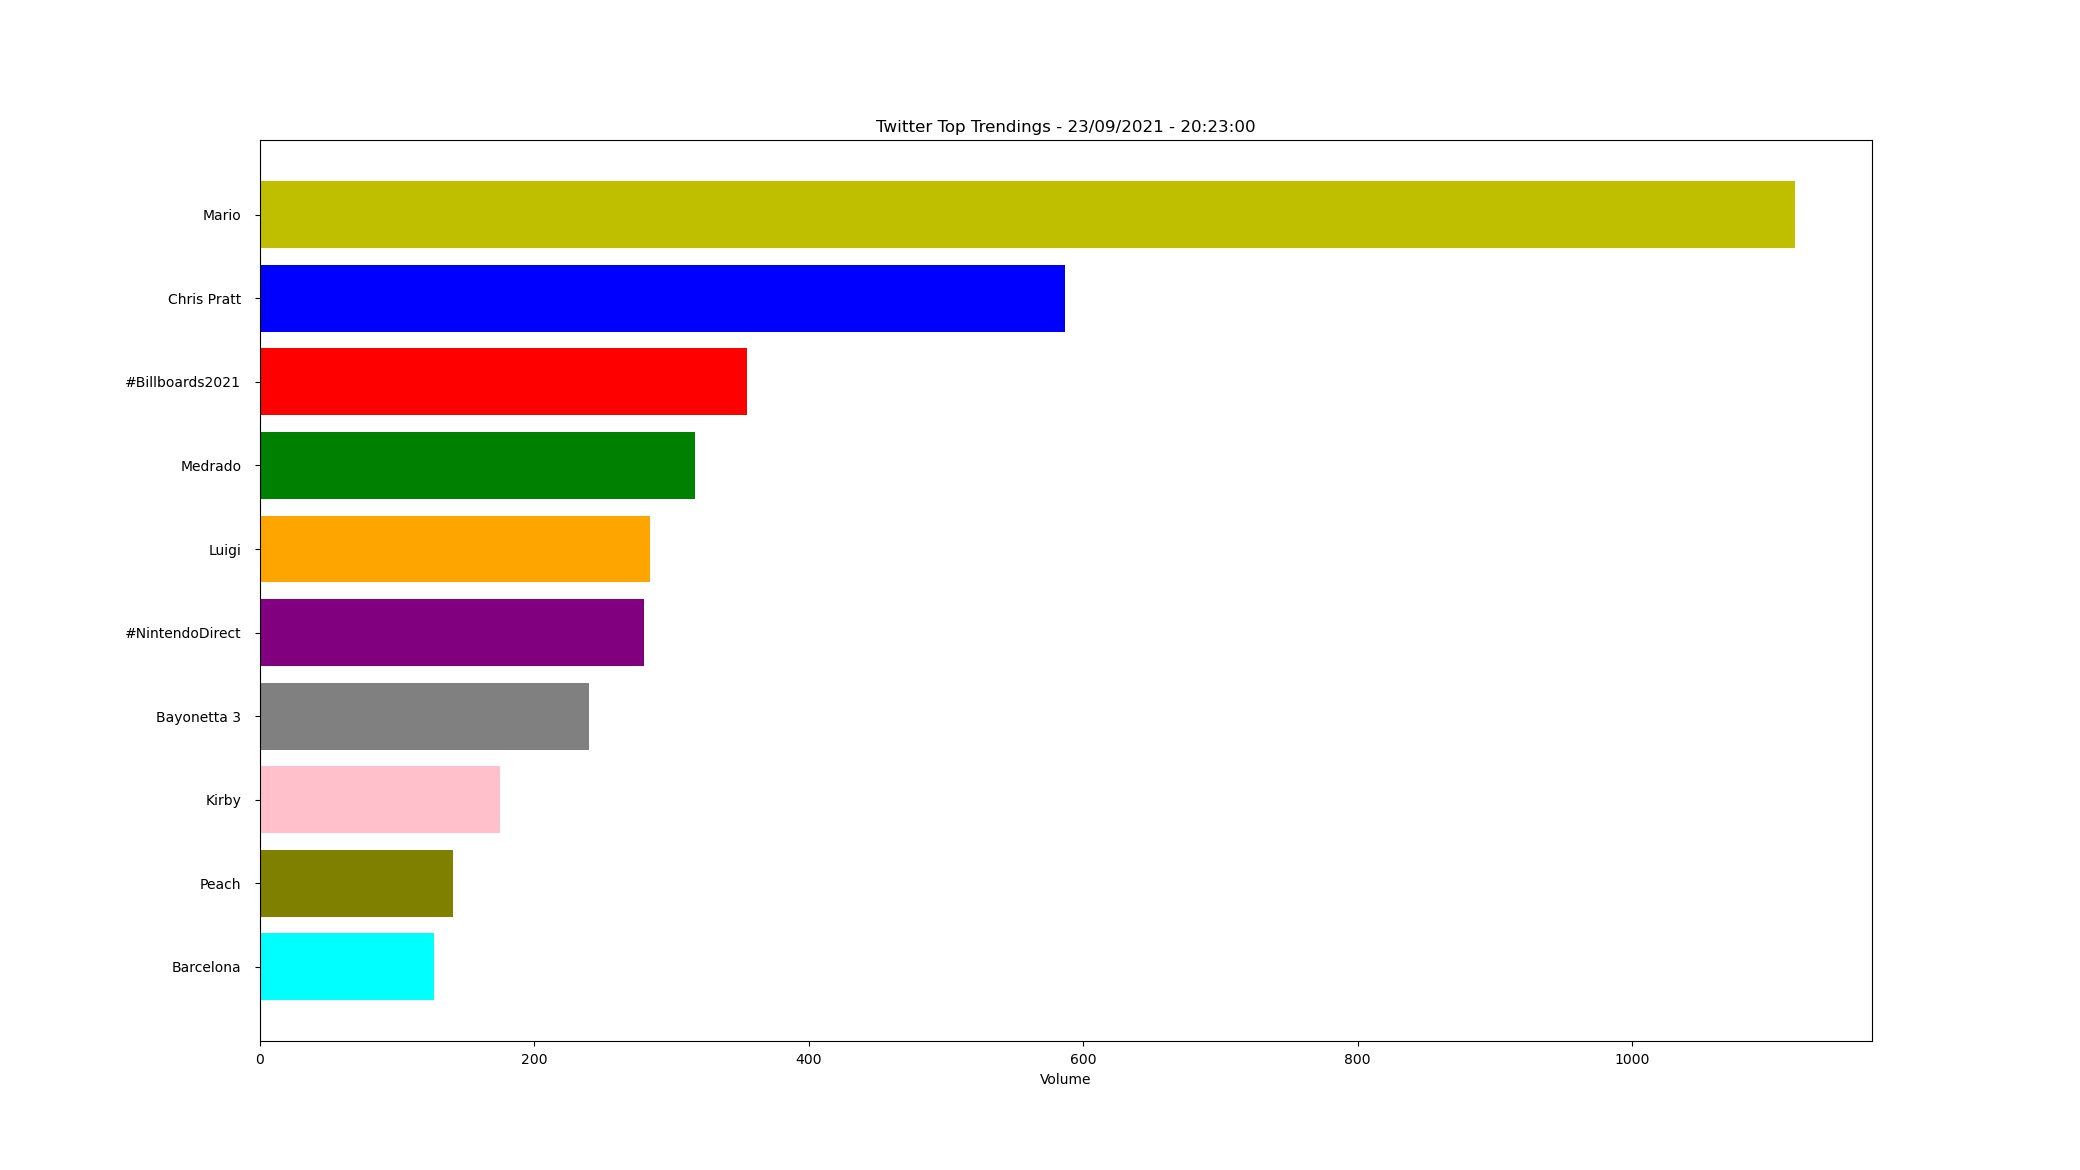 Twitter Top Trendings - 23/09/2021 - 20:23:00
Mario
Chris Pratt
#Billboards2021
Medrado
Luigi
#NintendoDirect
Bayonetta 3
Kirby
Peach
Barcelona
0 200 400 600 800 1000
Volume